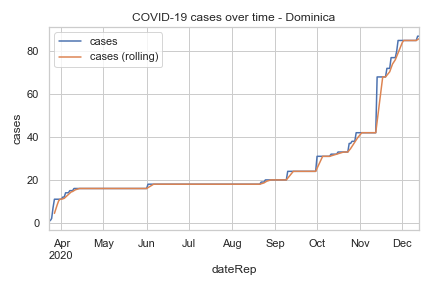 COVID-19 cases over time - Dominica
cases
cases (rolling)
80
60
40
20
0
cases
Apr May Jun Jul Aug Sep Oct Nov Dec
2020
dateRep